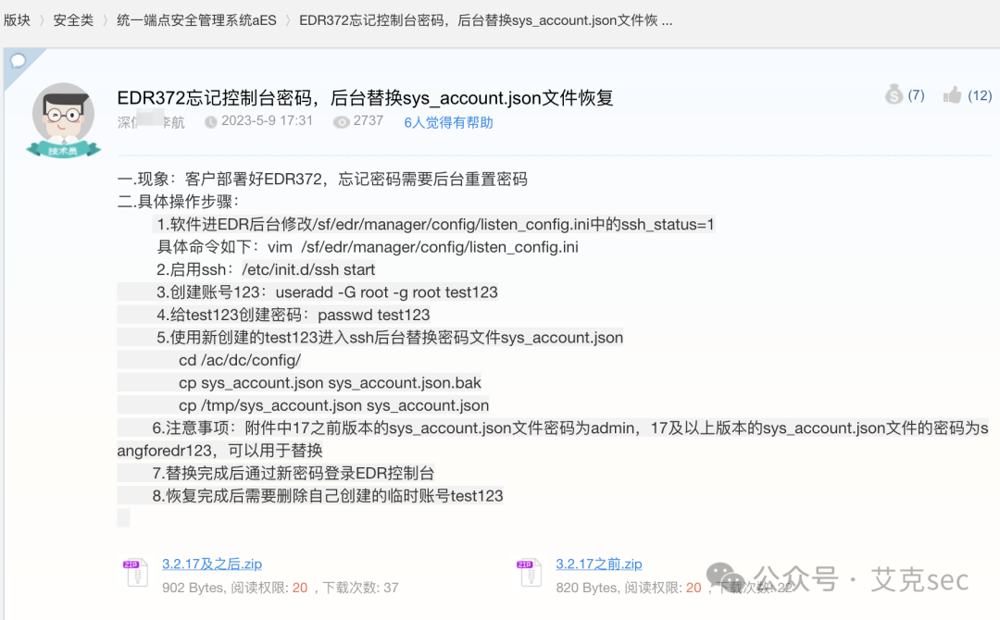 版块 〉 安全类 〉 统一端点安全管理系统aES 〉 EDR372忘记控制台密码，后台替换sys_account.json文件恢 ...
EDR372忘记控制台密码，后台替换sys_account.json文件恢复
(7) (12)
深 李航 2023-5-9 17:31 2737 6人觉得有帮助
技术员
一.现象：客户部署好EDR372，忘记密码需要后台重置密码
二.具体操作步骤：
1.软件进EDR后台修改/sf/edr/manager/config/listen_config.ini中的ssh_status=1
具体命令如下：vim /sf/edr/manager/config/listen_config.ini
2.启用ssh：/etc/init.d/ssh start
3.创建账号123：useradd -G root -g root test123
4.给test123创建密码：passwd test123
5.使用新创建的test123进入ssh后台替换密码文件sys_account.json
cd /ac/dc/config/
cp sys_account.json sys_account.json.bak
cp /tmp/sys_account.json sys_account.json
6.注意事项：附件中17之前版本的sys_account.json文件密码为admin，17及以上版本的sys_account.json文件的密码为s
angforedr123，可以用于替换
7.替换完成后通过新密码登录EDR控制台
8.恢复完成后需要删除自己创建的临时账号test123
ZIP 3.2.17及之后.zip
902 Bytes, 阅读权限: 20 ，下载次数: 37
ZIP 3.2.17之前.zip
820 Bytes, 阅读权限: 20 ，下载次数: 22
公众号 · 艾克sec